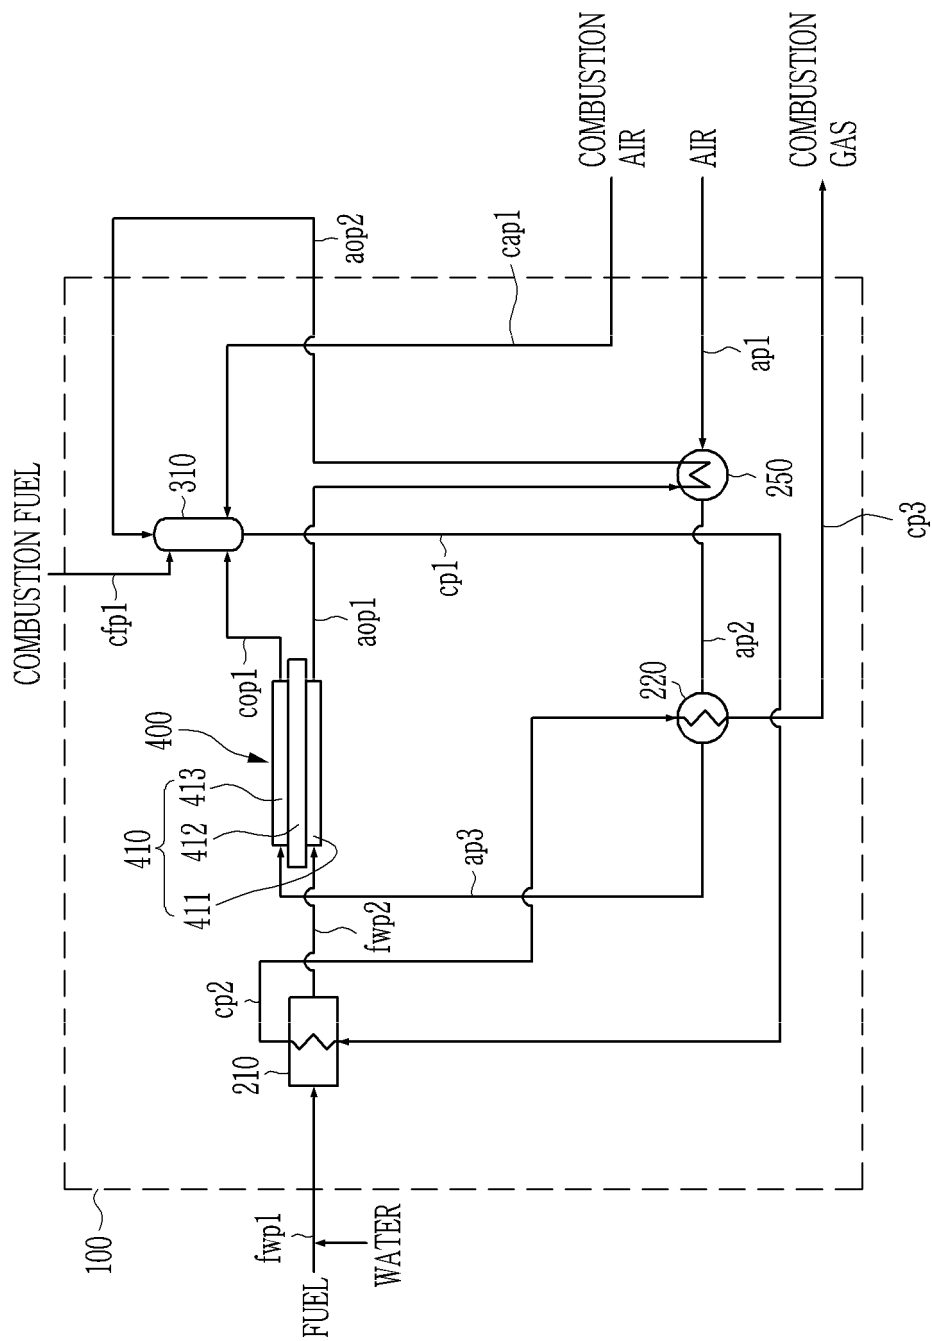 COMBUSTION FUEL
cfp1
310
aop2
COMBUSTION
AIR
cap1
AIR
ap1
COMBUSTION
GAS
cop1
aop1
cp1
250
cp3
400
410
413
412
411
220
ap2
ap3
cp2
fwp2
210
100
fwp1
FUEL
WATER